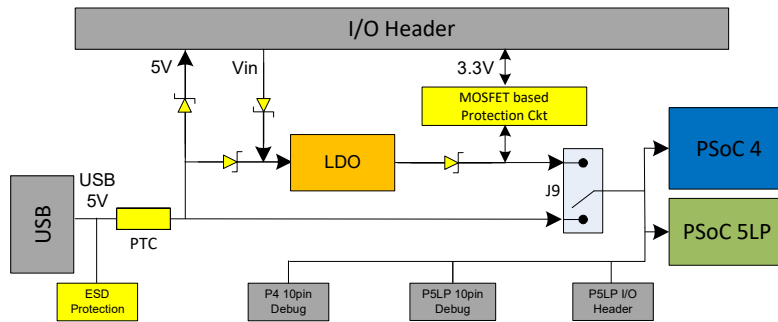 I/O Header
5V
Vin
3.3V
MOSFET based
Protection Ckt
PSoC 4
LDO
J9
USB
USB
5V
PTC
PSoC 5LP
ESD
Protection
P4 10pin
Debug
P5LP 10pin
Debug
P5LP I/O
Header